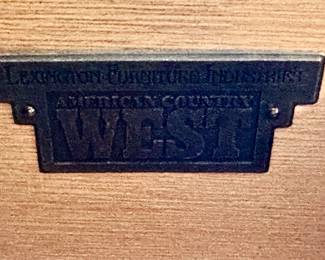 LEXINGTON FURNITURE INDUSTRIES
AMERICAN COUNTRY
WEST